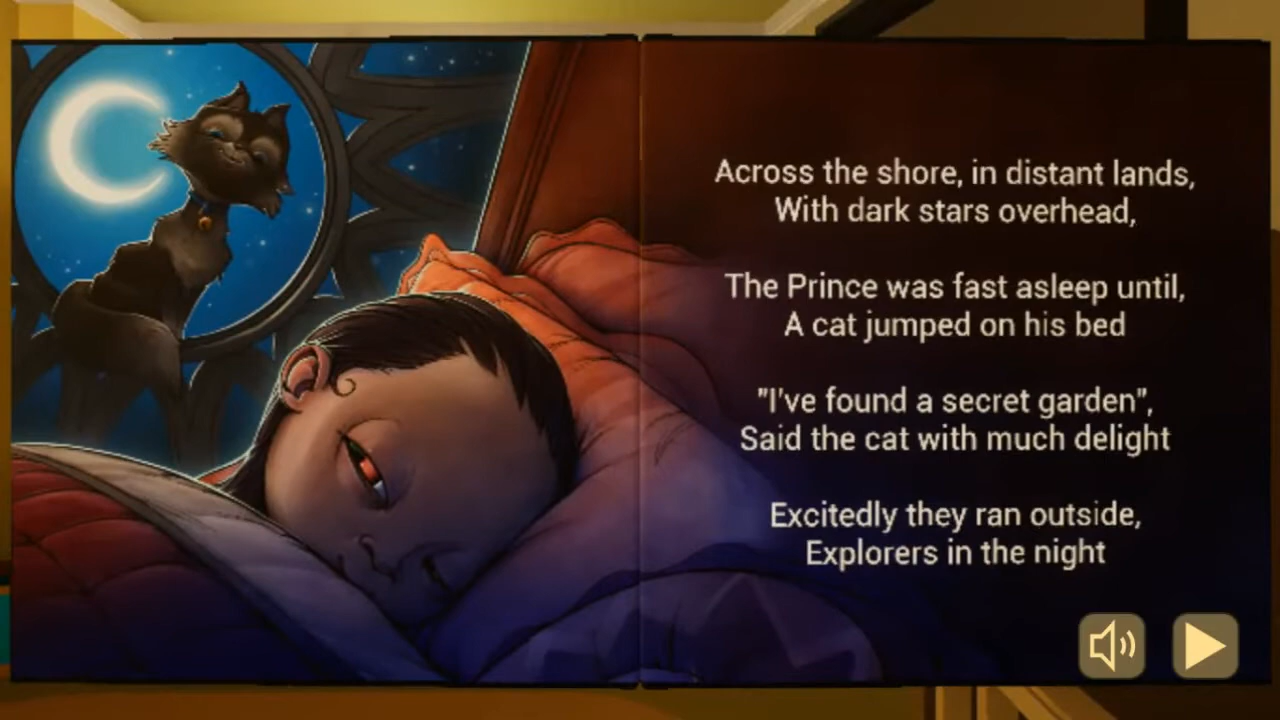 Across the shore, in distant lands,
With dark stars overhead,
The Prince was fast asleep until,
A cat jumped on his bed
"I've found a secret garden",
Said the cat with much delight
Excitedly they ran outside,
Explorers in the night